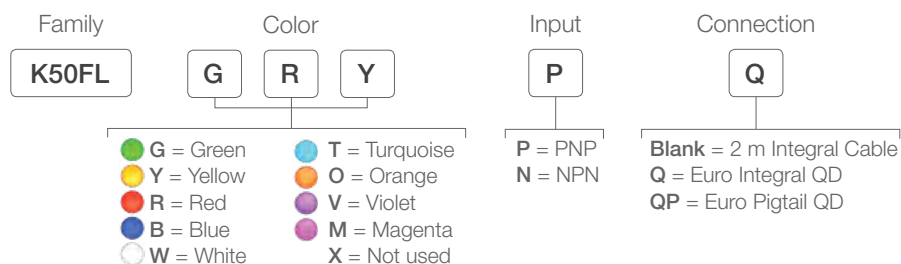 Family
Color
Input
Connection
K50FL
G
R
Y
P
Q
G = Green
Y = Yellow
R = Red
B = Blue
W = White
T = Turquoise
O = Orange
V = Violet
M = Magenta
X = Not used
P = PNP
N = NPN
Blank = 2 m Integral Cable
Q = Euro Integral QD
QP = Euro Pigtail QD